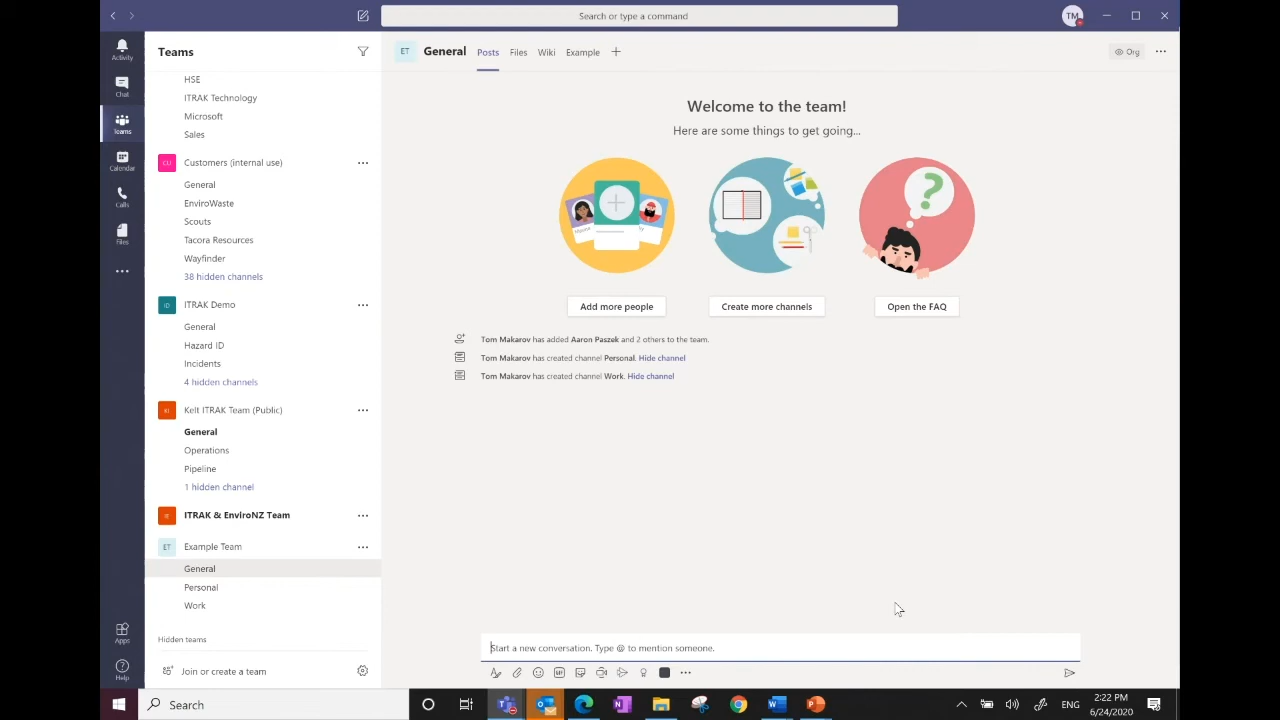 Search or type a command
TM
Activity
Chat
Teams
Calendar
Calls
Files
Apps
Help
Teams
HSE
ITRAK Technology
Microsoft
Sales
CU Customers (internal use)
General
EnviroWaste
Scouts
Tacora Resources
Wayfinder
38 hidden channels
ID ITRAK Demo
General
Hazard ID
Incidents
4 hidden channels
KI Kelt ITRAK Team (Public)
General
Operations
Pipeline
1 hidden channel
ITRAK & EnviroNZ Team
ET Example Team
General
Personal
Work
Hidden teams
Join or create a team
ET General Posts Files Wiki Example + Org
Welcome to the team!
Here are some things to get going...
Add more people
Create more channels
Open the FAQ
Tom Makarov has added Aaron Paszek and 2 others to the team.
Tom Makarov has created channel Personal. Hide channel
Tom Makarov has created channel Work. Hide channel
Start a new conversation. Type @ to mention someone.
Search
ENG
2:22 PM
6/24/2020